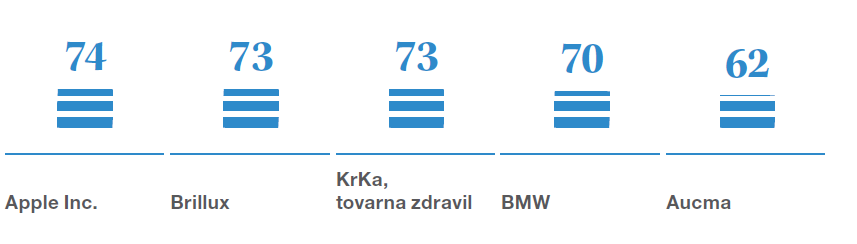 74
73
73
70
62
Apple Inc.
Brillux
KrKa,
tovarna zdravil
BMW
Aucma